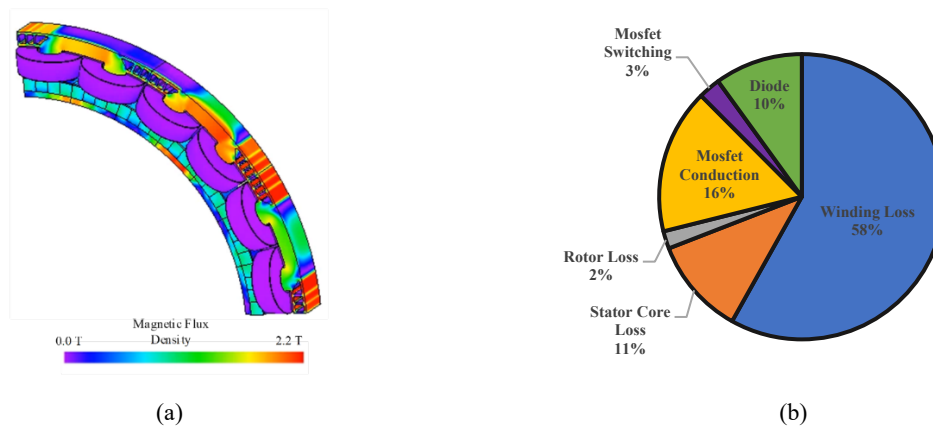 Magnetic Flux
Density
0.0 T
2.2 T
(a)
Mosfet
Switching
3%
Diode
10%
Mosfet
Conduction
16%
Winding Loss
58%
Rotor Loss
2%
Stator Core
Loss
11%
(b)